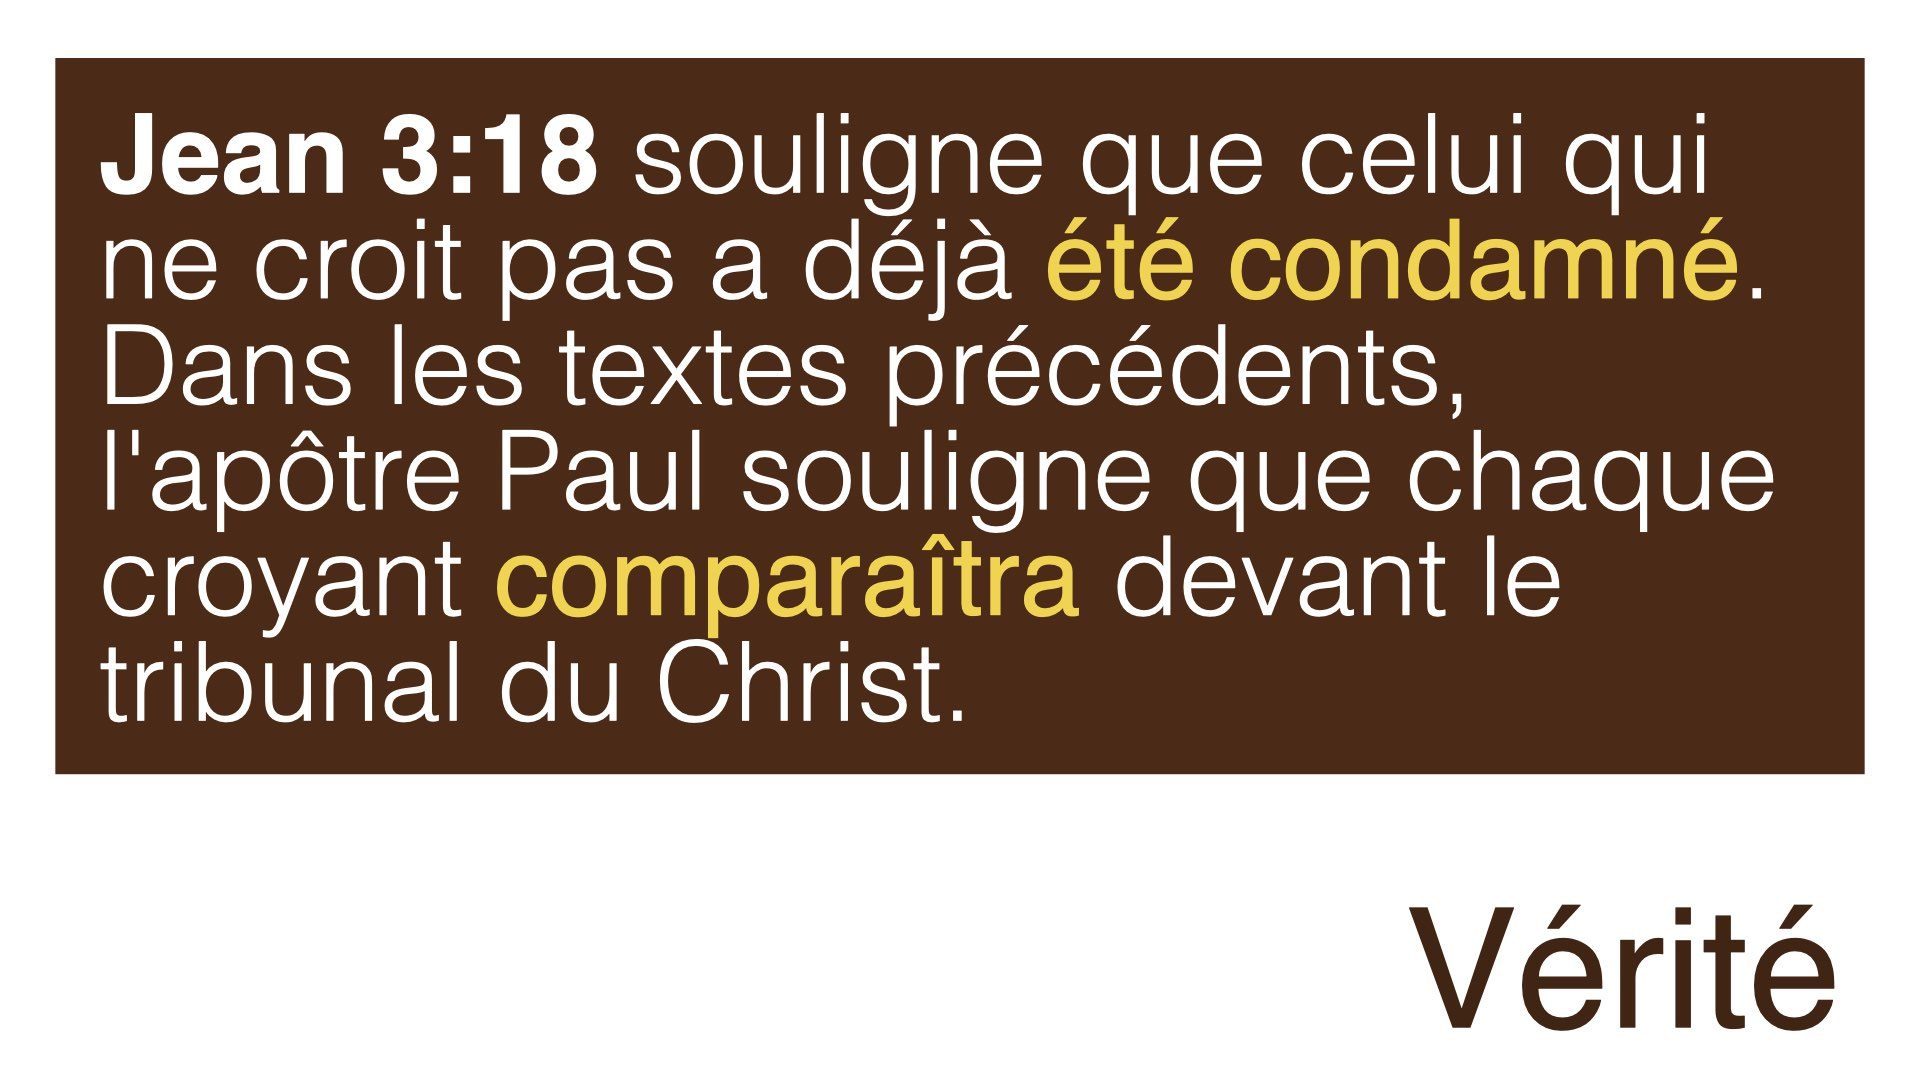 Jean 3:18 souligne que celui qui
ne croit pas a déjà été condamné.
Dans les textes précédents,
l'apôtre Paul souligne que chaque
croyant comparaîtra devant le
tribunal du Christ.
Vérité